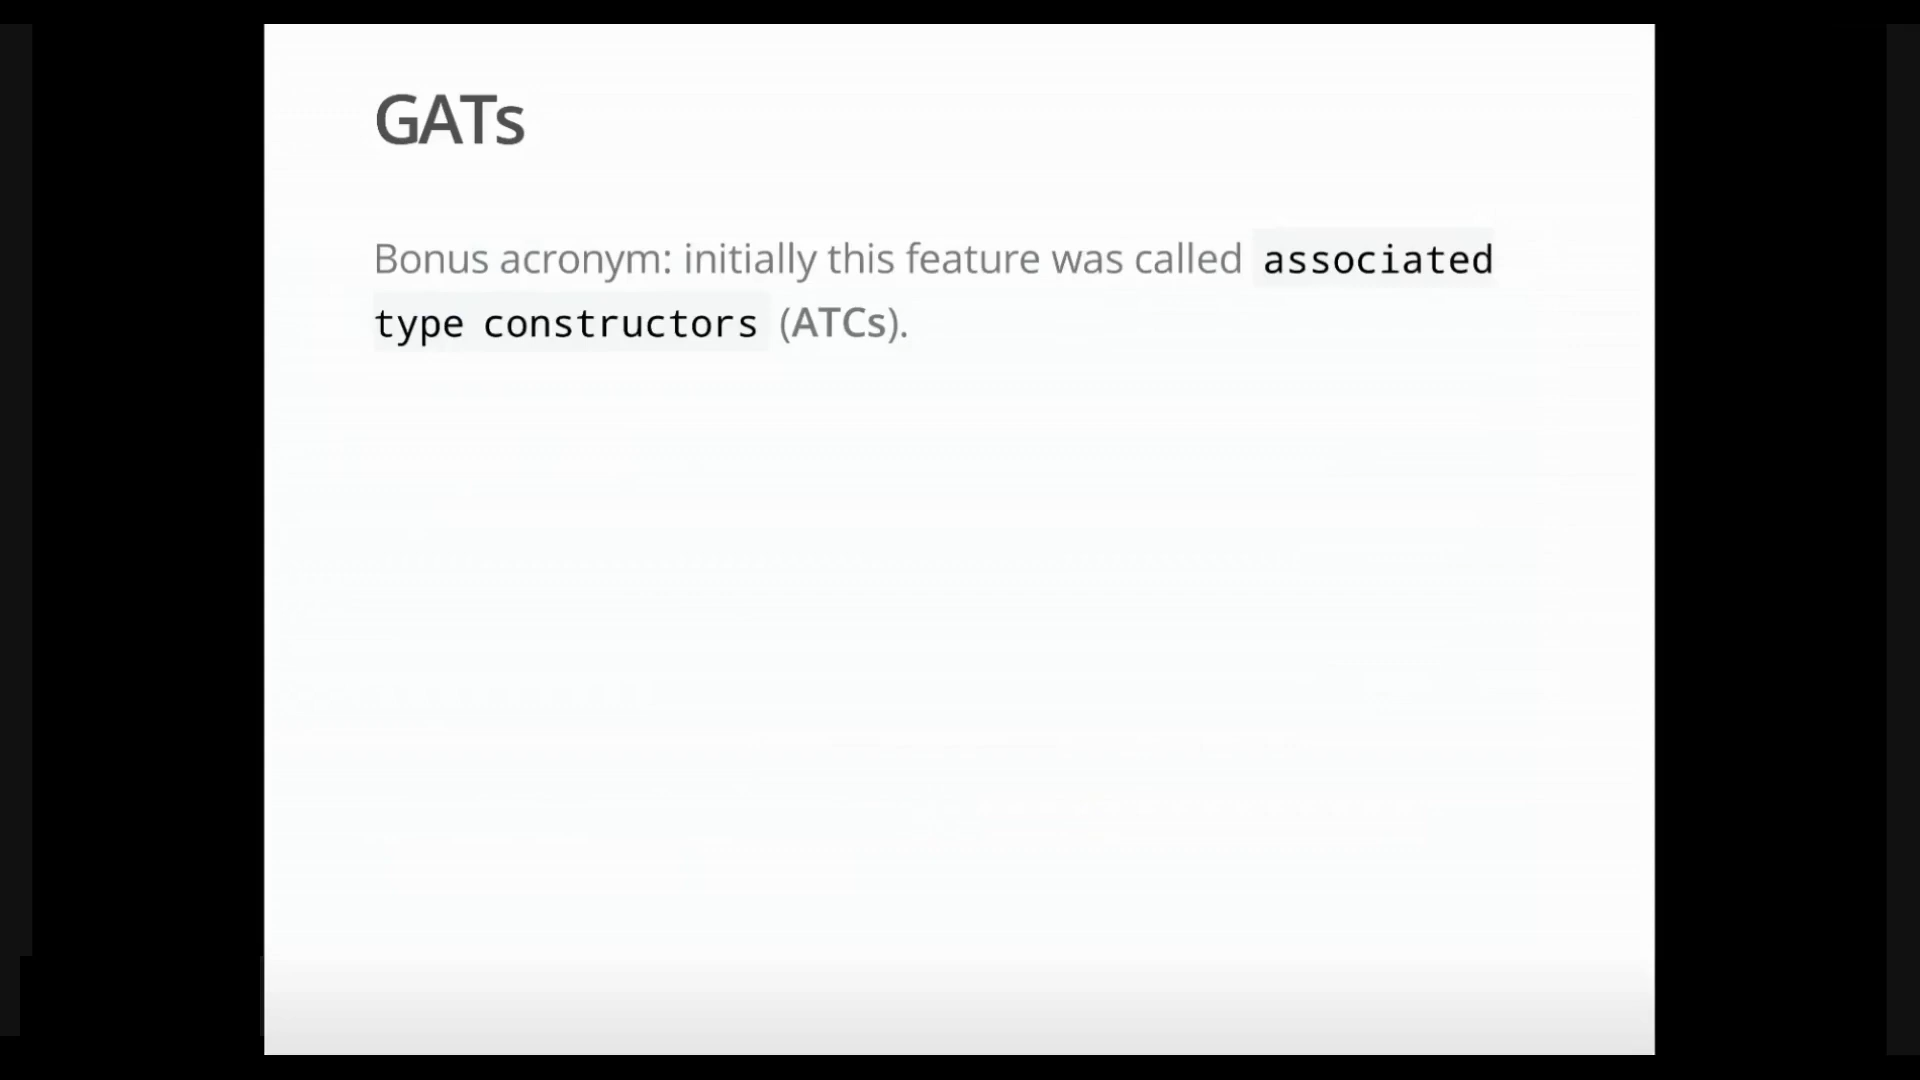 GATs
Bonus acronym: initially this feature was called associated
type constructors (ATCs).